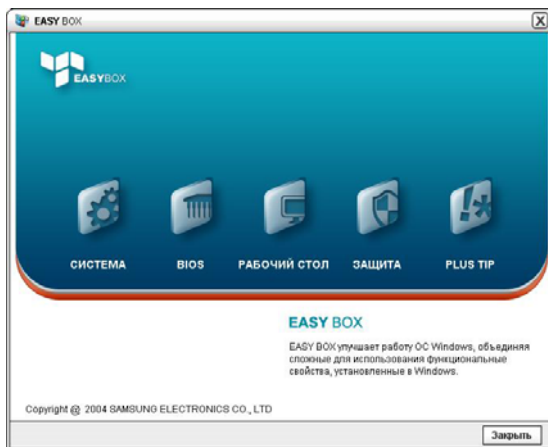 EASY BOX
X
EASYBOX
СИСТЕМА BIOS РАБОЧИЙ СТОЛ ЗАЩИТА PLUS TIP
EASY BOX
EASY BOX улучшает работу ОС Windows, объединяя
сложные для использования функциональные
свойства, установленные в Windows.
Copyright @ 2004 SAMSUNG ELECTRONICS CO., LTD
Закрыть